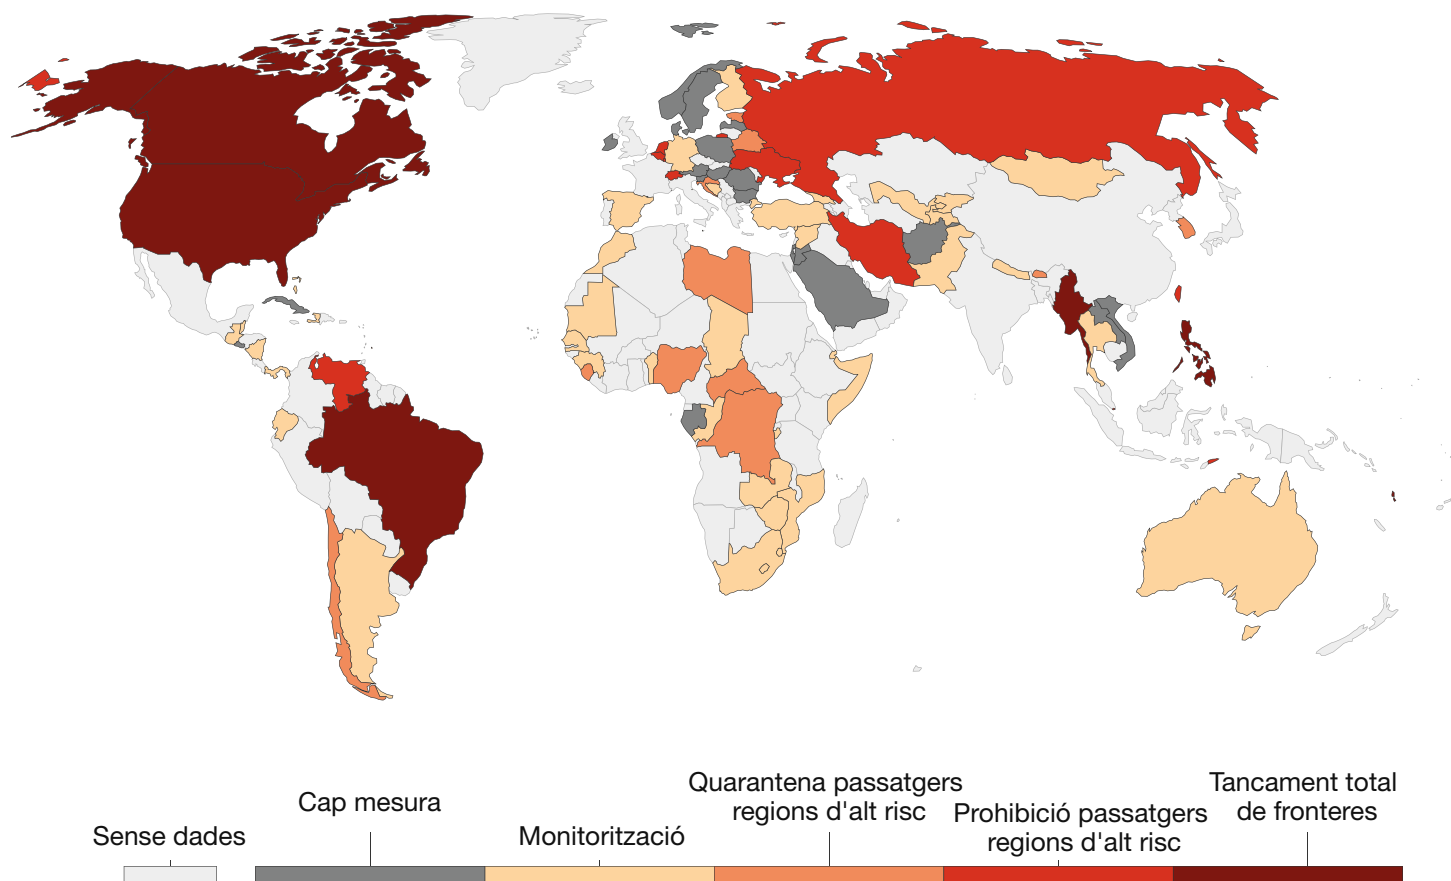 Sense dades
Cap mesura
Monitorització
Quarantena passatgers
regions d'alt risc
Prohibició passatgers
regions d'alt risc
Tancament total
de fronteres